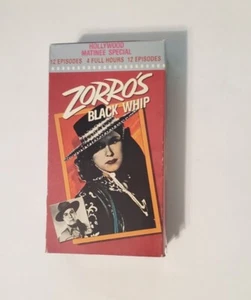 HOLLYWOOD
MATINEE SPECIAL
12 EPISODES 4 FULL HOURS 12 EPISODES
ZORRO'S
BLACK WHIP